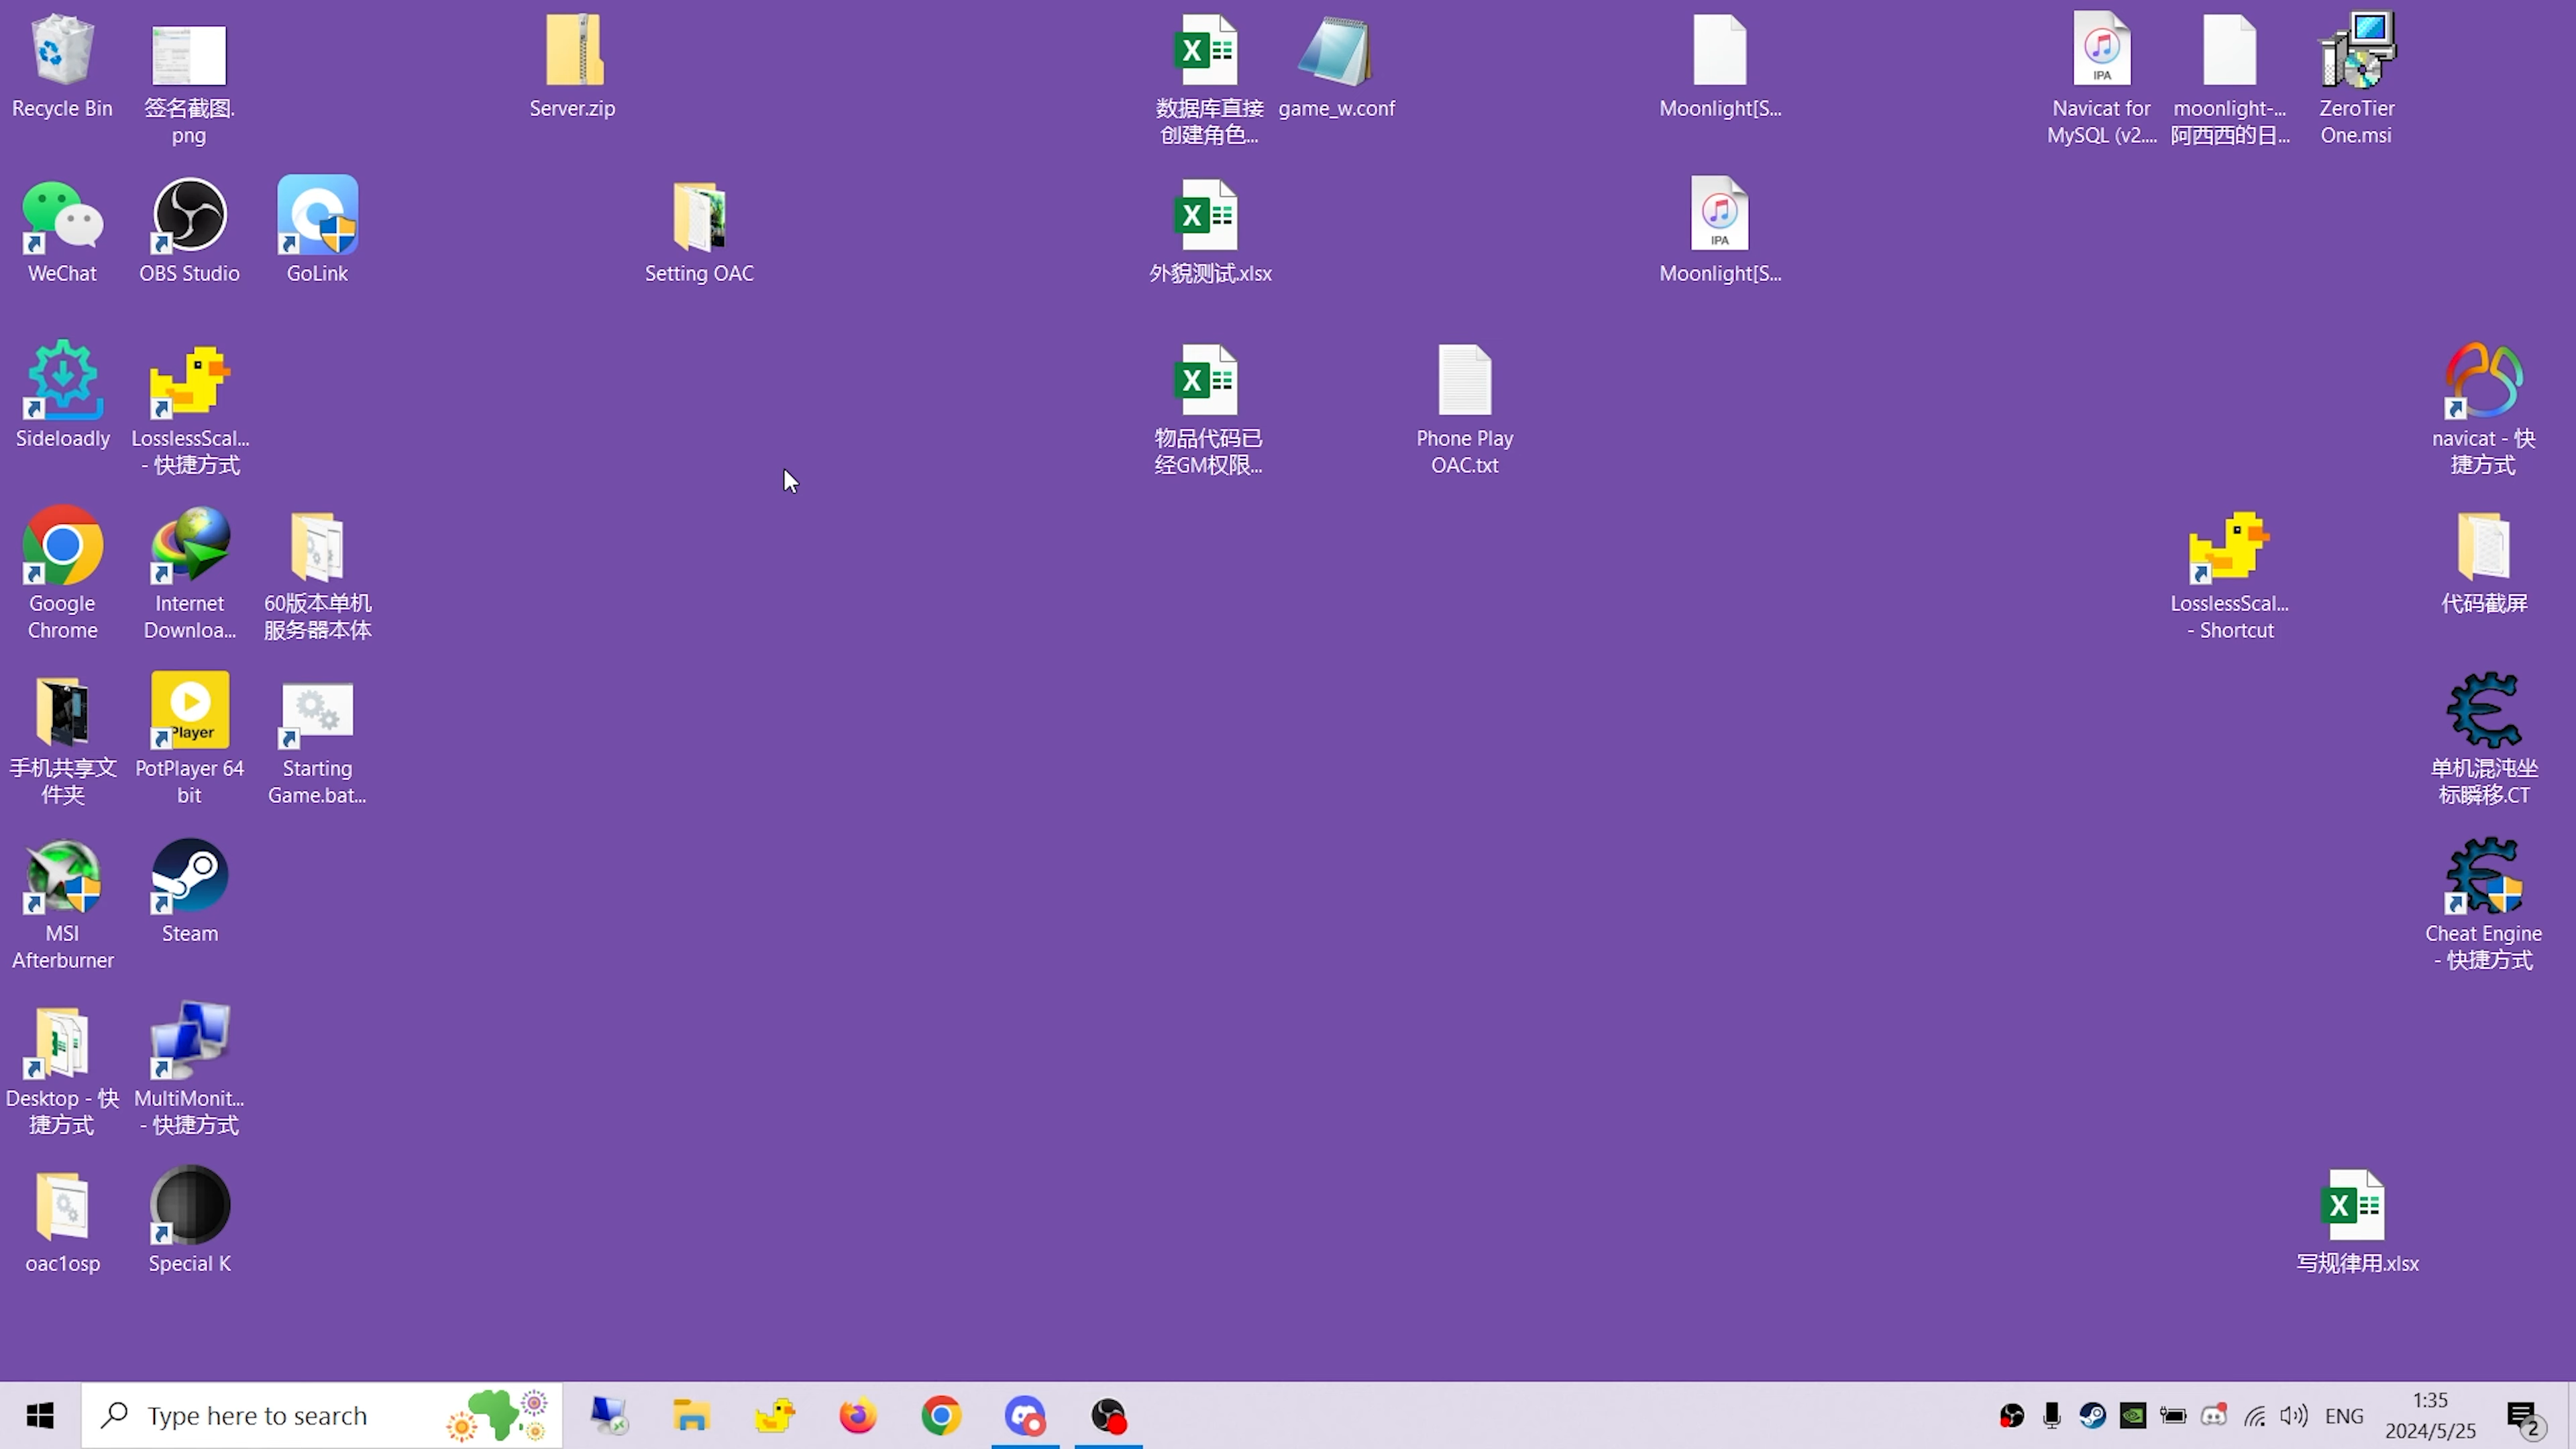 Recycle Bin
签名截图.
png
Server.zip
数据库直接
创建角色...
game_w.conf
Moonlight[S...
Navicat for
MySQL (v2....
moonlight-...
阿西西的日...
ZeroTier
One.msi
WeChat
OBS Studio
GoLink
Setting OAC
外貌测试.xlsx
IPA
Moonlight[S...
IPA
Sideloadly
LosslesScal...
- 快捷方式
物品代码已
经GM权限...
Phone Play
OAC.txt
navicat - 快
捷方式
Google
Chrome
Internet
Downloa...
60版本单机
服务器本体
LosslessScal...
- Shortcut
代码截屏
手机共享文
件夹
Player
PotPlayer 64
bit
Starting
Game.bat...
单机混沌坐
标瞬移.CT
MSI
Afterburner
Steam
Cheat Engine
- 快捷方式
Desktop - 快
捷方式
MultiMonit...
- 快捷方式
oac1osp
Special K
写规律用.xlsx
Type here to search
ENG
1:35
2024/5/25
2